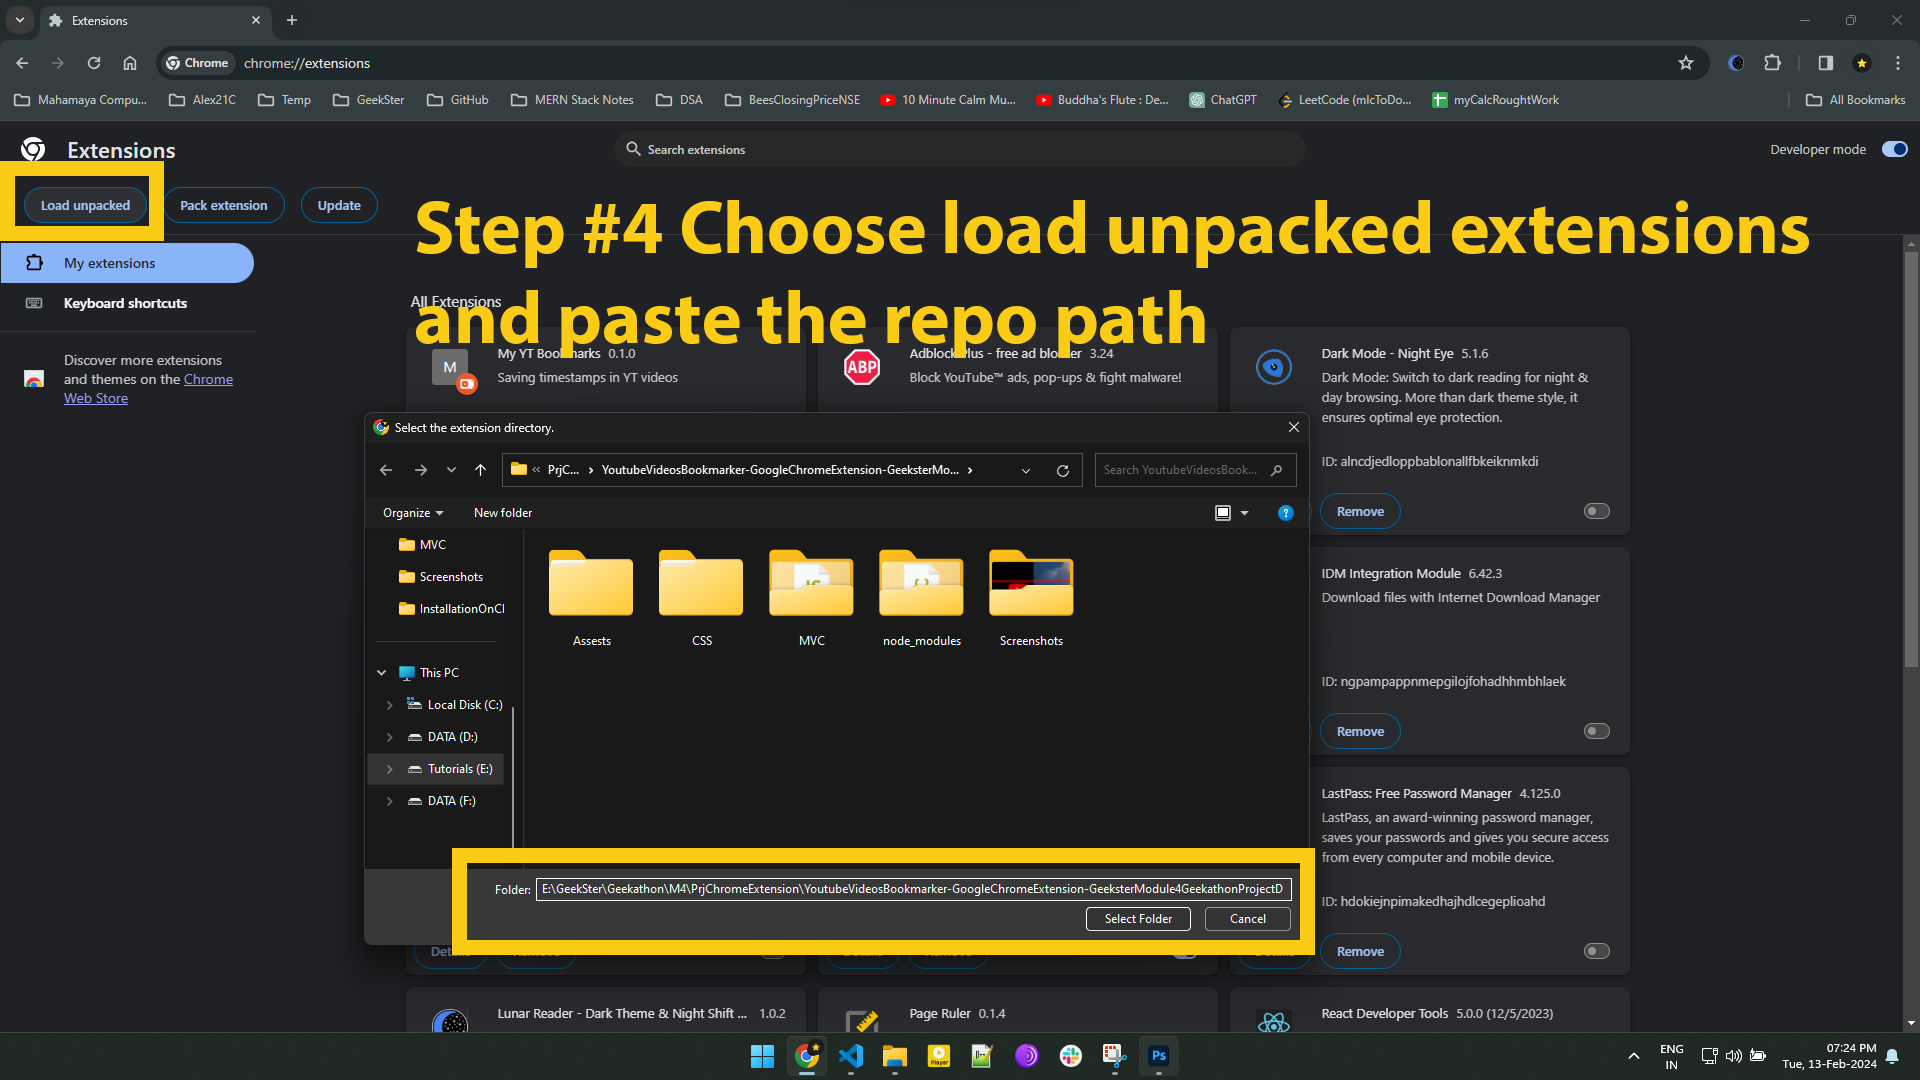 Extensions
Chrome
chrome://extensions
Mahamaya Compu...
Alex21C
Temp
GeekSter
GitHub
MERN Stack Notes
DSA
BeesClosingPriceNSE
10 Minute Calm Mu...
Buddha's Flute : De...
ChatGPT
LeetCode (mlcToDo...
myCalcRoughtWork
All Bookmarks
Extensions
Search extensions
Developer mode
Load unpacked
Pack extension
Update
Step #4 Choose load unpacked extensions
and paste the repo path
My extensions
Keyboard shortcuts
Discover more extensions
and themes on the Chrome
Web Store
All Extensions
M
My YT Bookmarks 0.1.0
Saving timestamps in YT videos
ABP
Adblock Plus - free ad blocker 3.24
Block YouTube™ ads, pop-ups & fight malware!
Dark Mode - Night Eye 5.1.6
Dark Mode: Switch to dark reading for night &
day browsing. More than dark theme style, it
ensures optimal eye protection.
ID: alncdjedloppbablonallfbkeiknmkdi
Remove
Select the extension directory.
« PrjC... › YoutubeVideosBookmarker-GoogleChromeExtension-GeeksterMo... ›
Search YoutubeVideosBook...
Organize
New folder
?
MVC
Screenshots
InstallationOnCl
This PC
Local Disk (C:)
DATA (D:)
Tutorials (E:)
DATA (F:)
Assests
CSS
MVC
node_modules
Screenshots
Folder:
E:\GeekSter\Geekathon\M4\PrjChromeExtension\YoutubeVideosBookmarker-GoogleChromeExtension-GeeksterModule4GeekathonProjectD
Select Folder
Cancel
IDM Integration Module 6.42.3
Download files with Internet Download Manager
ID: ngpampappnmepgilojfohadhhmbhlaek
Remove
LastPass: Free Password Manager 4.125.0
LastPass, an award-winning password manager,
saves your passwords and gives you secure access
from every computer and mobile device.
ID: hdokiejnpimakedhajhdlcegeplioahd
Remove
Lunar Reader - Dark Theme & Night Shift ... 1.0.2
Page Ruler 0.1.4
React Developer Tools 5.0.0 (12/5/2023)
Player
Ps
ENG
IN
07:24 PM
Tue, 13-Feb-2024